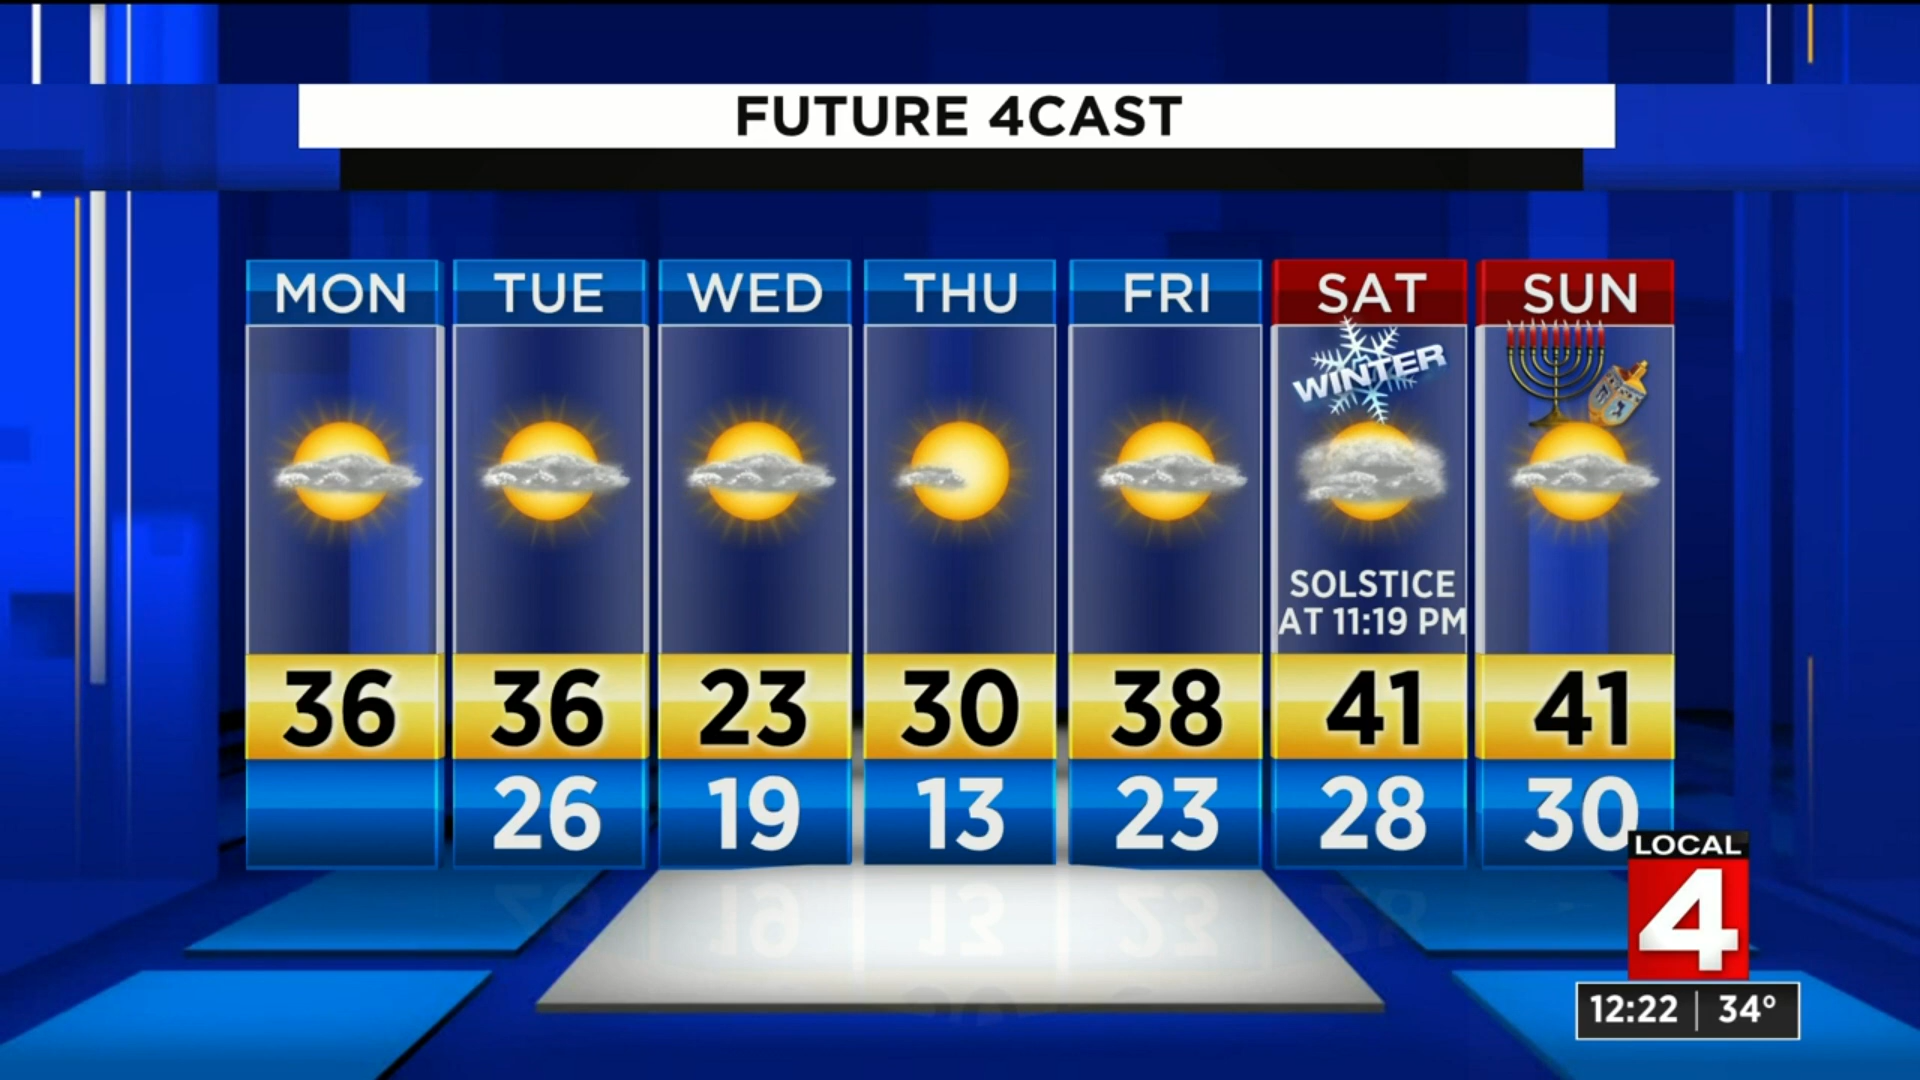 FUTURE 4CAST
MON TUE WED THU FRI SAT SUN
WINTER
SOLSTICE
AT 11:19 PM
36 36 23 30 38 41 41
26 19 13 23 28 30
LOCAL
4
12:22 34°